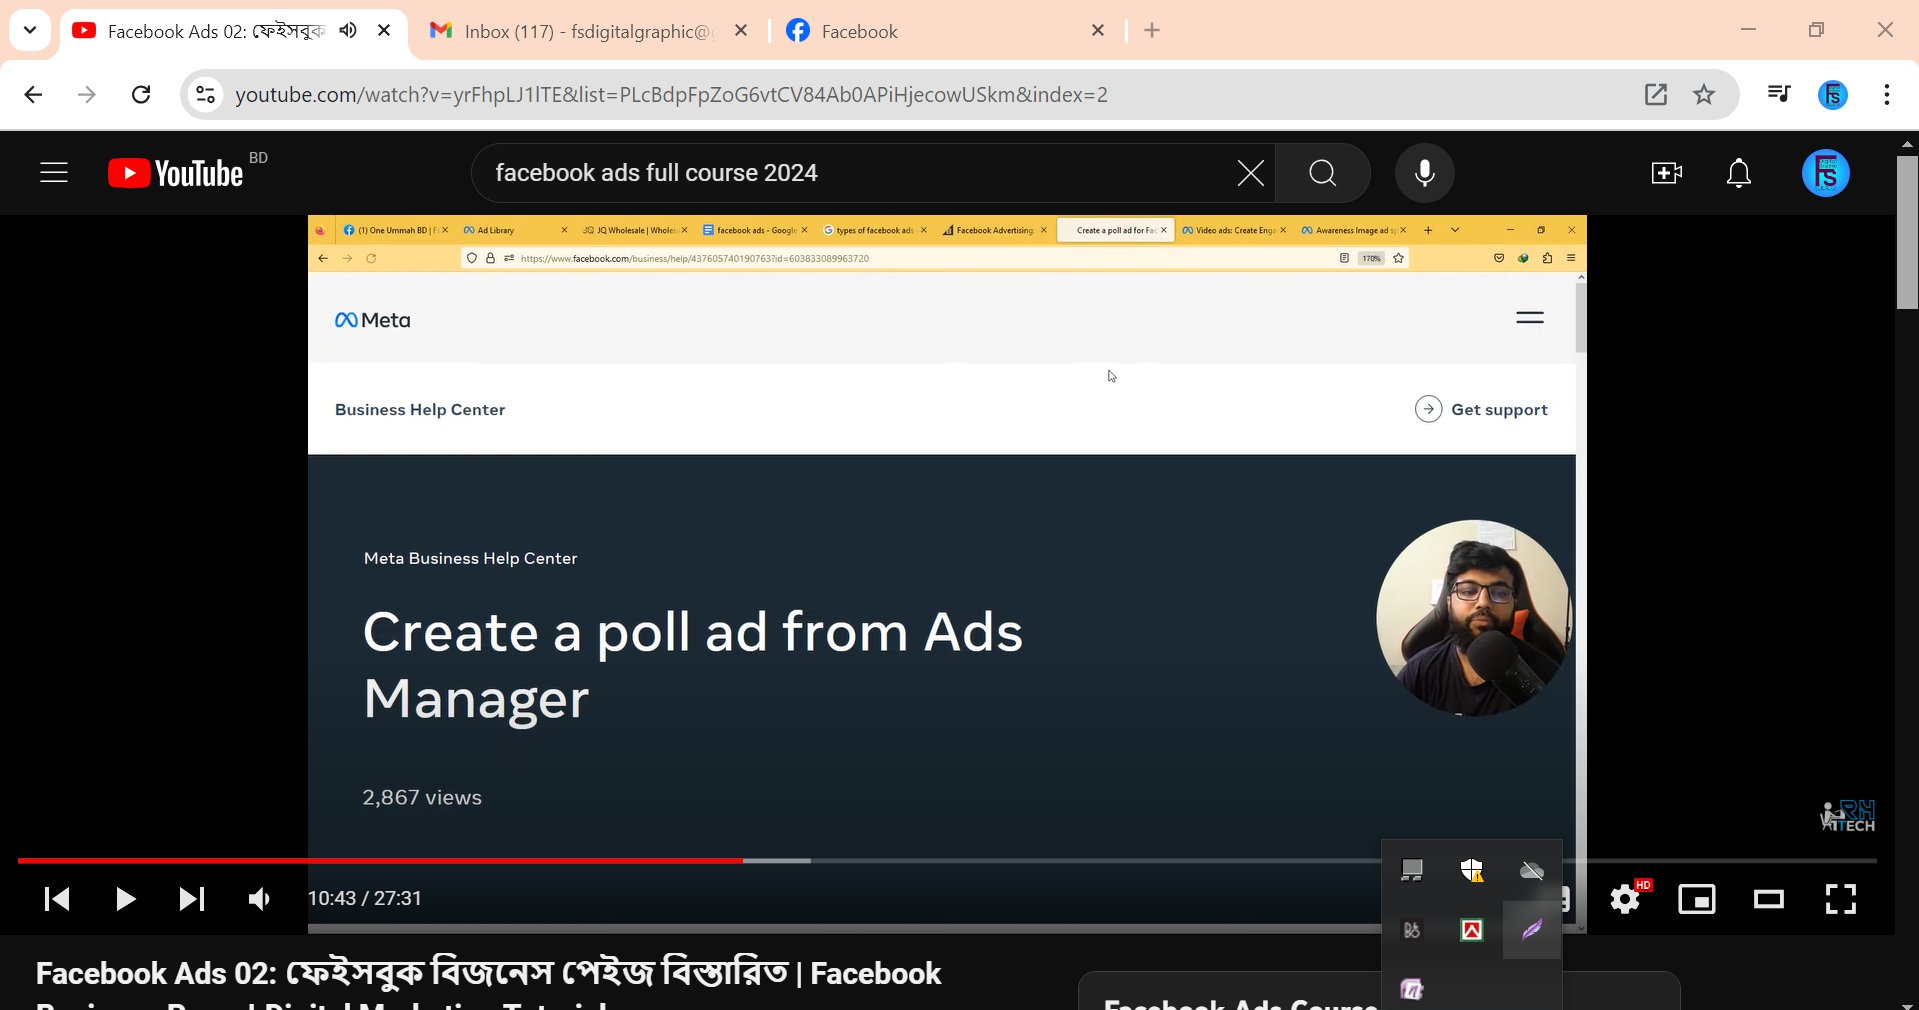 Facebook Ads 02: ফেইসবুক
Inbox (117) - fsdigitalgraphic@
Facebook
youtube.com/watch?v=yrFhpLJ1lTE&list=PLcBdpFpZoG6vtCV84Ab0APiHjecowUSkm&index=2
YouTube BD
facebook ads full course 2024
(1) One Ummah BD | F
Ad Library
JQ JQ Wholesale | Wholes
facebook ads - Google
types of facebook ads -
Facebook Advertising
Create a poll ad for Fac
Video ads: Create Enga
Awareness Image ad sp
https://www.facebook.com/business/help/437605740190763?id=603833089963720
170%
Meta
Business Help Center
Get support
Meta Business Help Center
Create a poll ad from Ads
Manager
2,867 views
RH
TECH
10:43 / 27:31
HD
Facebook Ads 02: ফেইসবুক বিজনেস পেইজ বিস্তারিত | Facebook
Facebook Ads Course